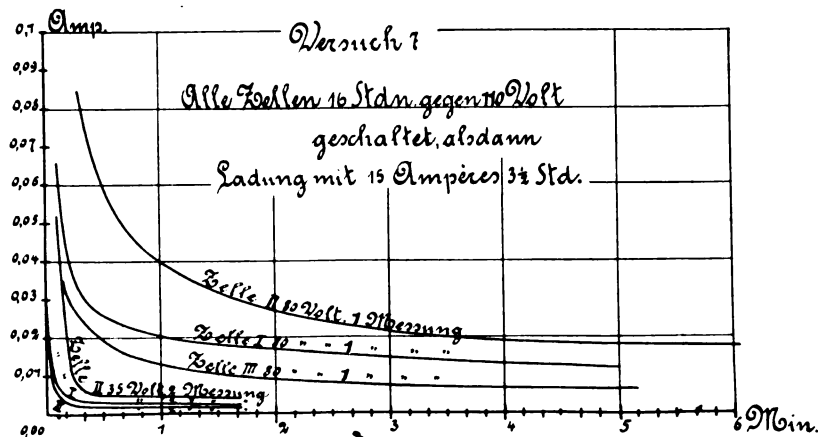 Amp.
0,1
Versuch 7
0,09
Alle Zellen 16 Stdn. gegen 110 Volt
0,08
geschaltet, alsdann
0,07
Ladung mit 15 Ampères 3½ Std.
0,06
0,05
0,04
0,03
0,02
0,01
0,00
Zelle II 80 Volt. 1 Messung
Zelle I 80 " " 1 " " "
Zelle III 80 " " 1 " " "
Zelle
II 35 Volt 2 Messung
1 2 3 4 5 6 Min.